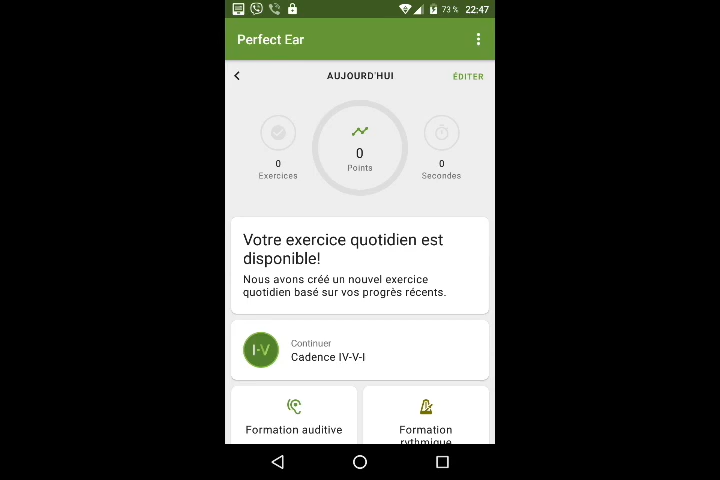 73 % 22:47
Perfect Ear
AUJOURD'HUI
ÉDITER
0
Exercices
0
Points
0
Secondes
Votre exercice quotidien est
disponible!
Nous avons créé un nouvel exercice
quotidien basé sur vos progrès récents.
I-V
Continuer
Cadence IV-V-I
Formation auditive
Formation
rythmique